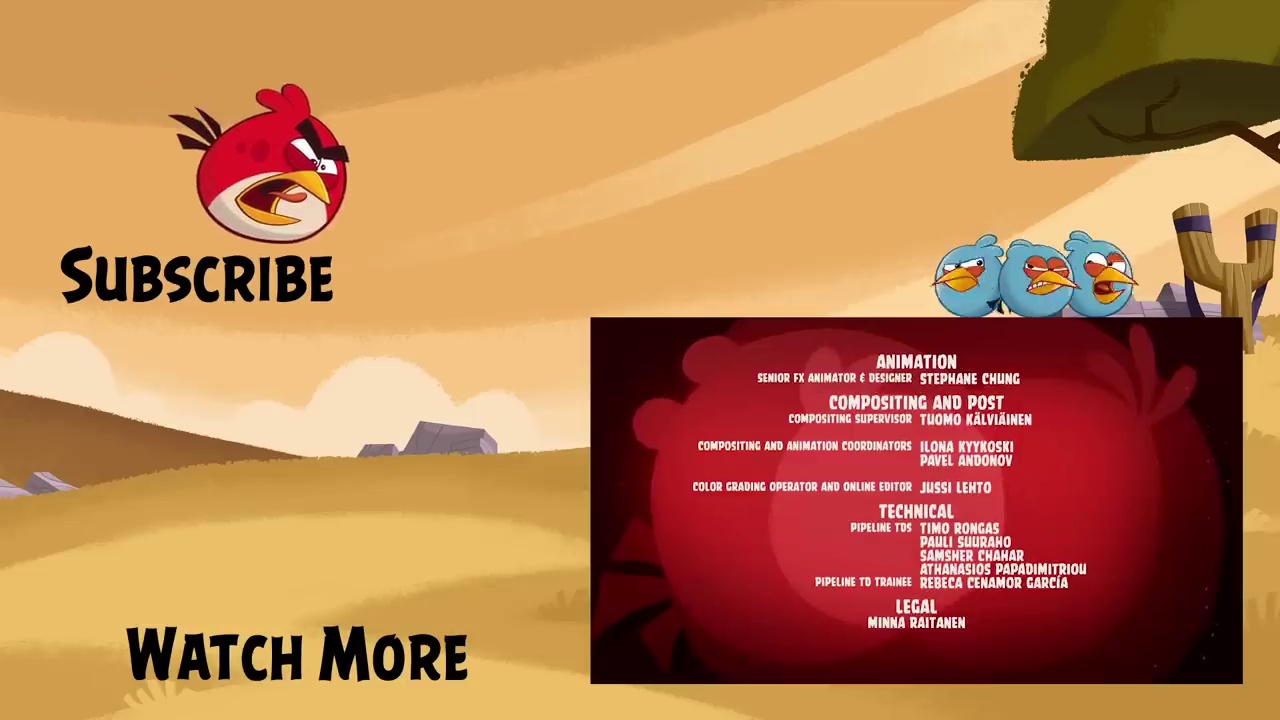 SUBSCRIBE
ANIMATION
SENIOR FX ANIMATOR & DESIGNER STEPHANE CHUNG
COMPOSITING AND POST
COMPOSITING SUPERVISOR TUOMO KÄLVIÄINEN
COMPOSITING AND ANIMATION COORDINATORS ILONA KYYKOSKI
PAVEL ANDONOV
COLOR GRADING OPERATOR AND ONLINE EDITOR JUSSI LEHTO
TECHNICAL
PIPELINE TDS TIMO RONGAS
PAULI SUURAHO
SAMSHER CHAHAR
ATHANASIOS PAPADIMITRIOU
PIPELINE TD TRAINEE REBECA CENAMOR GARCÍA
LEGAL
MINNA RAITANEN
WATCH MORE